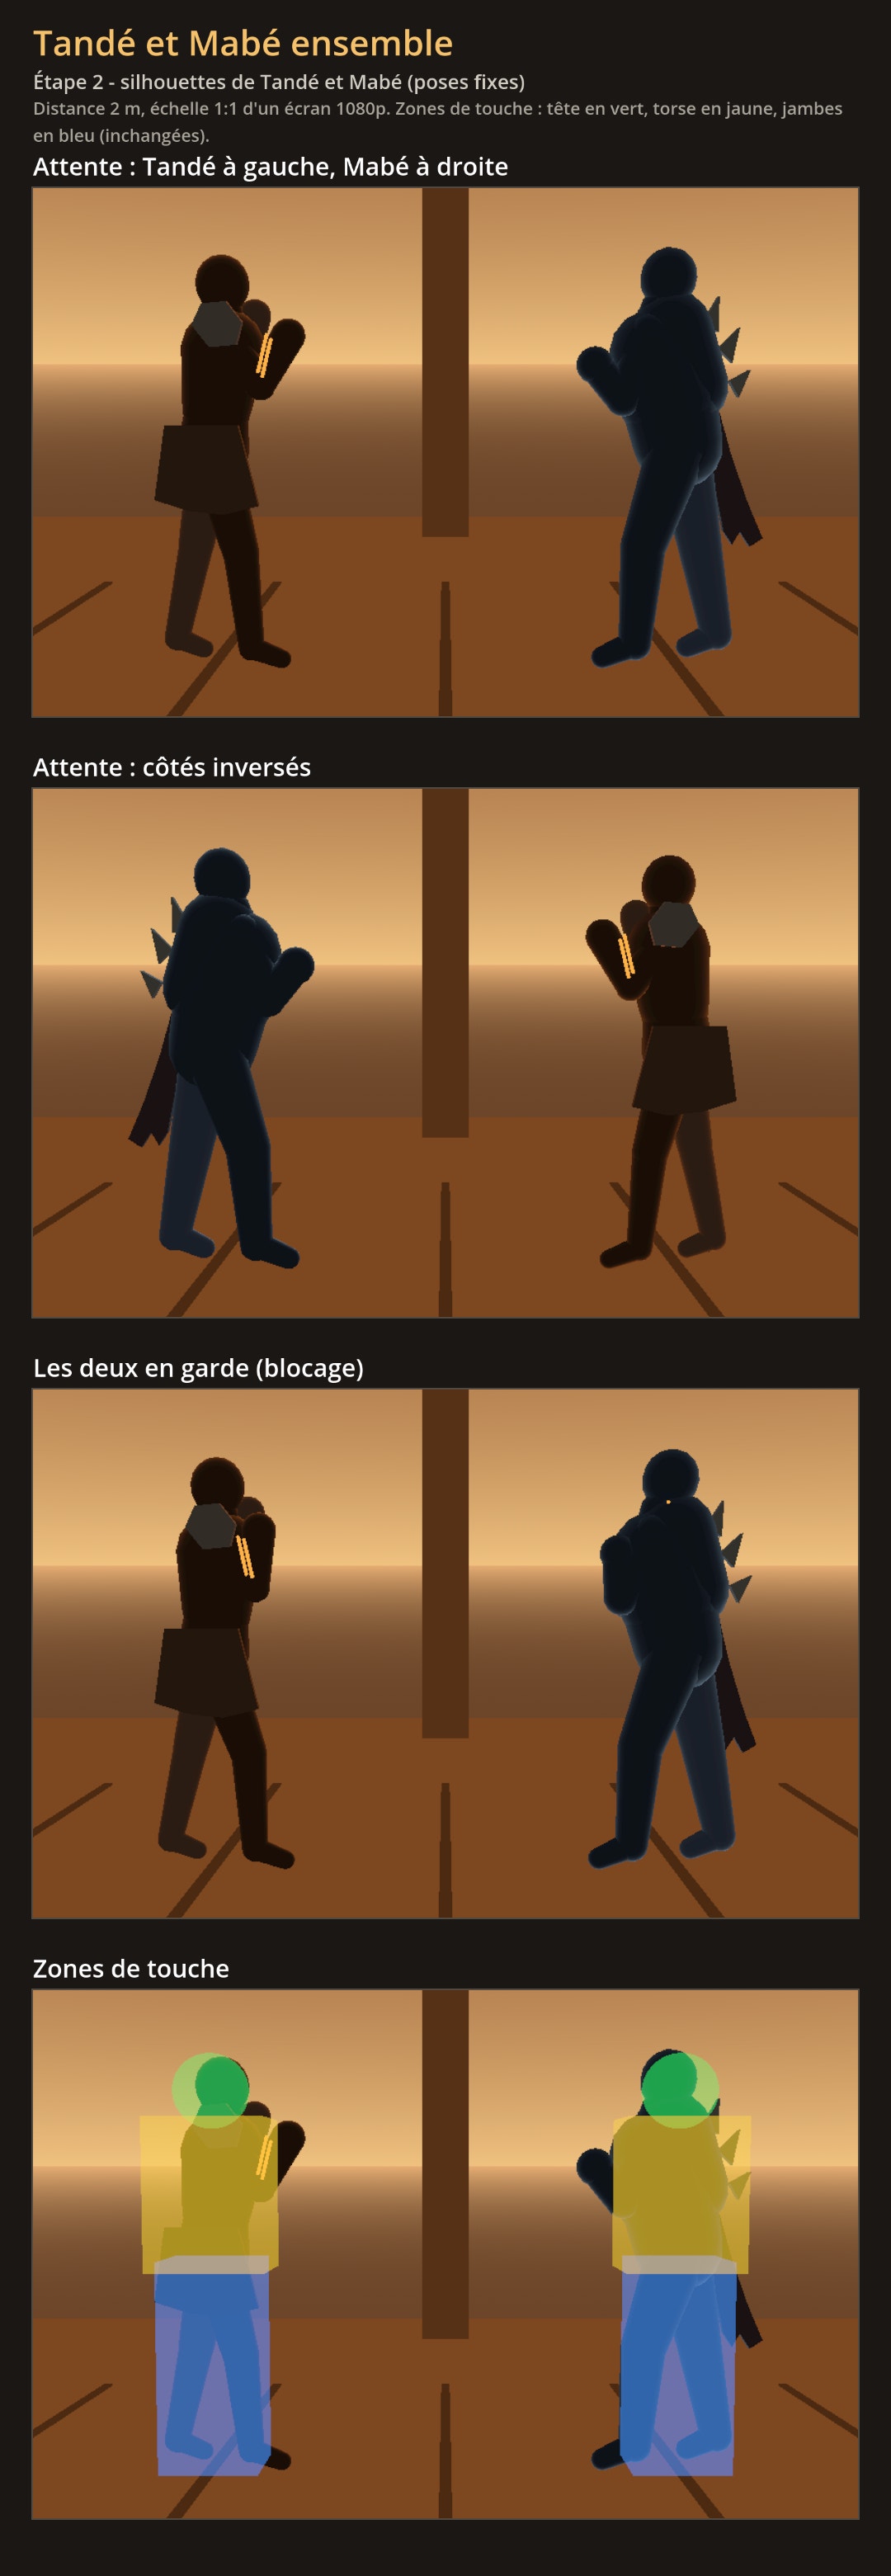 Tandé et Mabé ensemble
Étape 2 - silhouettes de Tandé et Mabé (poses fixes)
Distance 2 m, échelle 1:1 d'un écran 1080p. Zones de touche : tête en vert, torse en jaune, jambes
en bleu (inchangées).
Attente : Tandé à gauche, Mabé à droite
Attente : côtés inversés
Les deux en garde (blocage)
Zones de touche